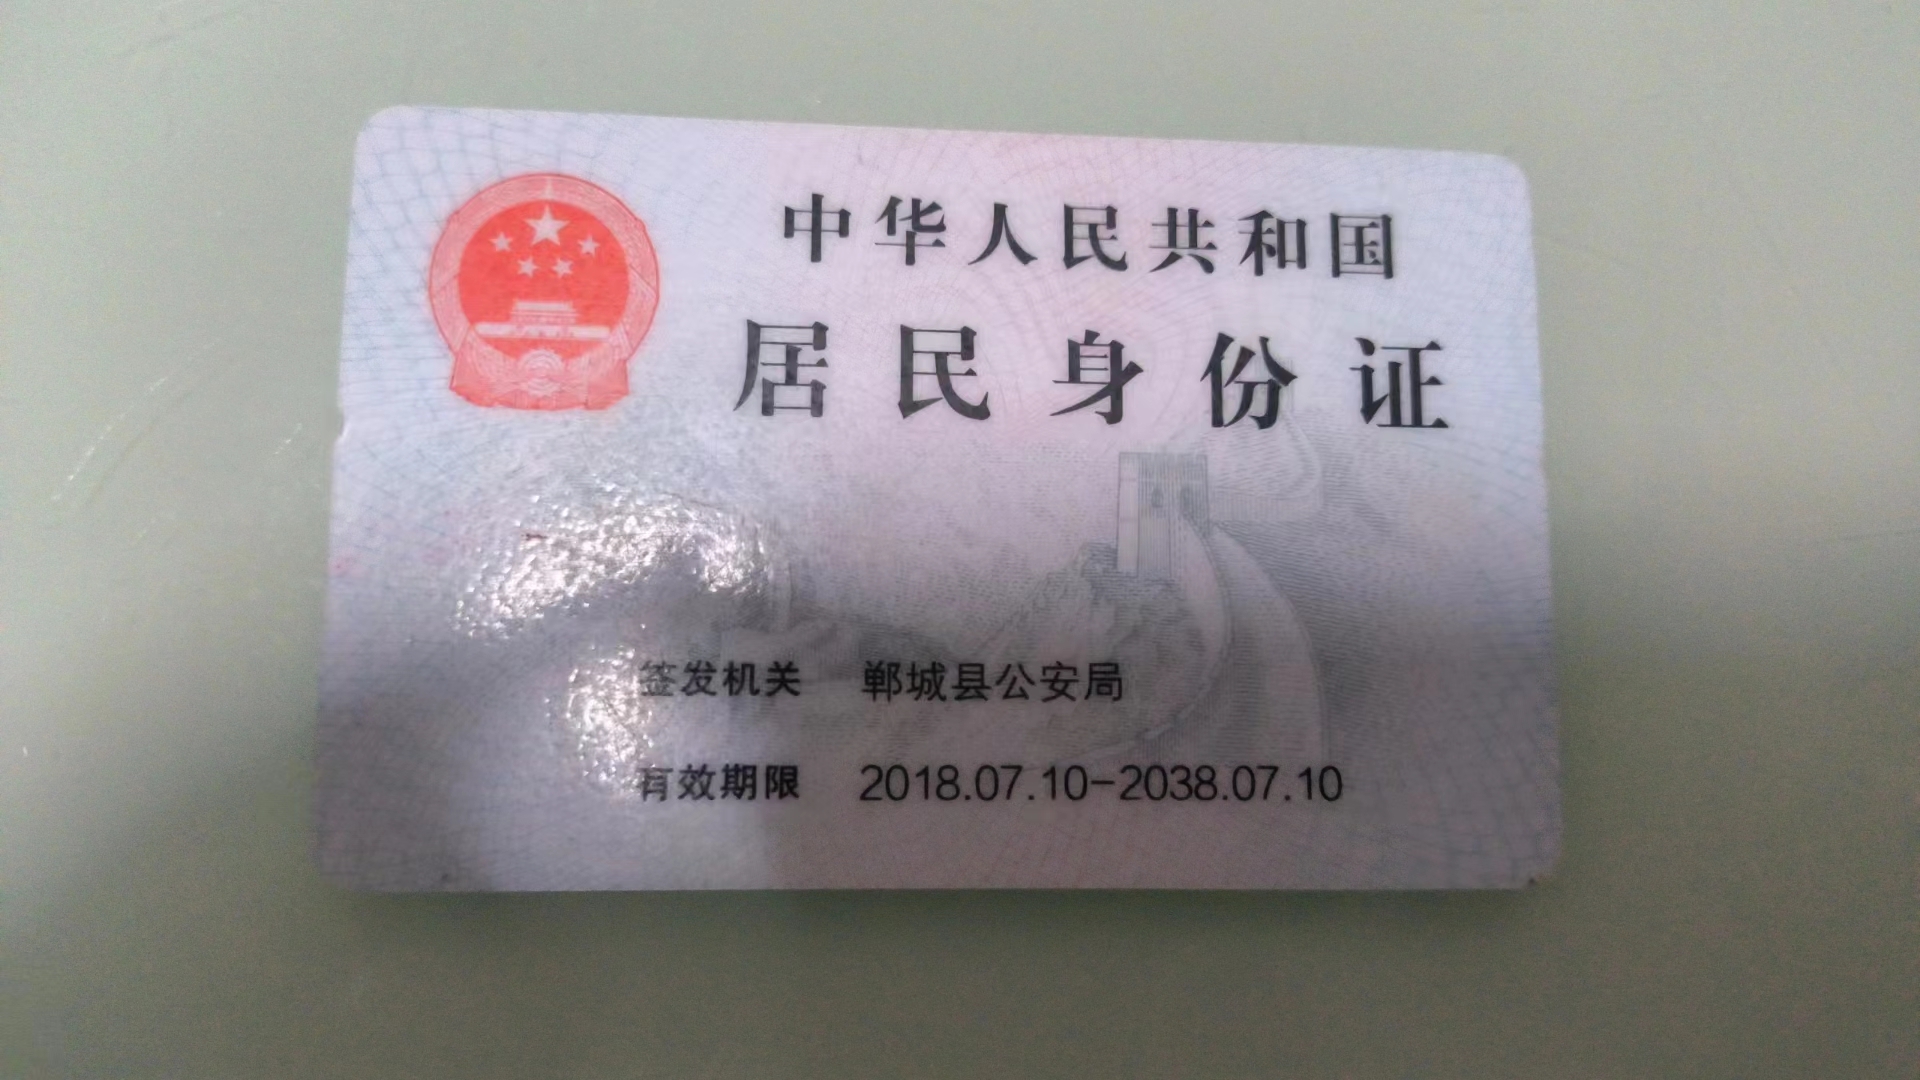 中华人民共和国
居民身份证
签发机关 郸城县公安局
有效期限 2018.07.10-2038.07.10